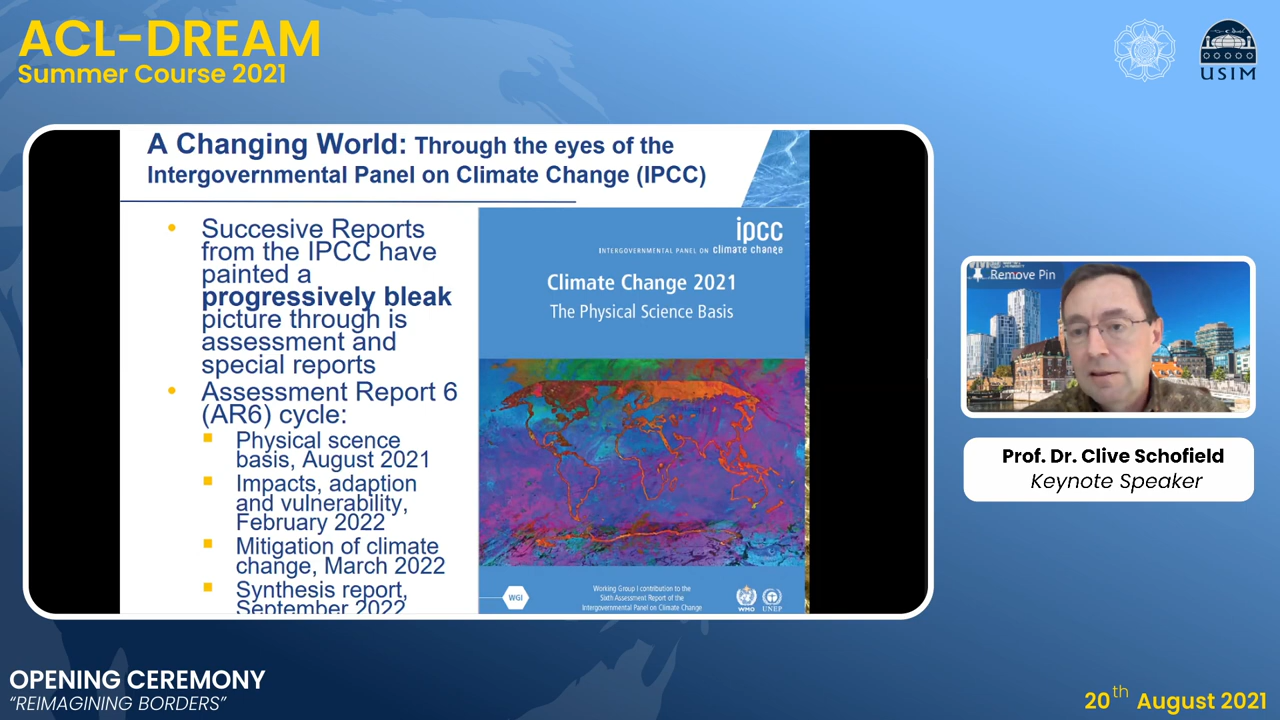 ACL-DREAM
Summer Course 2021
USIM
A Changing World: Through the eyes of the
Intergovernmental Panel on Climate Change (IPCC)
• Succesive Reports
from the IPCC have
painted a
progressively bleak
picture through is
assessment and
special reports
• Assessment Report 6
(AR6) cycle:
Physical scence
basis, August 2021
Impacts, adaption
and vulnerability,
February 2022
Mitigation of climate
change, March 2022
Synthesis report,
September 2022
ipcc
INTERGOVERNMENTAL PANEL ON climate change
Climate Change 2021
The Physical Science Basis
WGI
Working Group I contribution to the
Sixth Assessment Report of the
Intergovernmental Panel on Climate Change
WMO
UNEP
Remove Pin
Prof. Dr. Clive Schofield
Keynote Speaker
OPENING CEREMONY
“REIMAGINING BORDERS”
20th August 2021